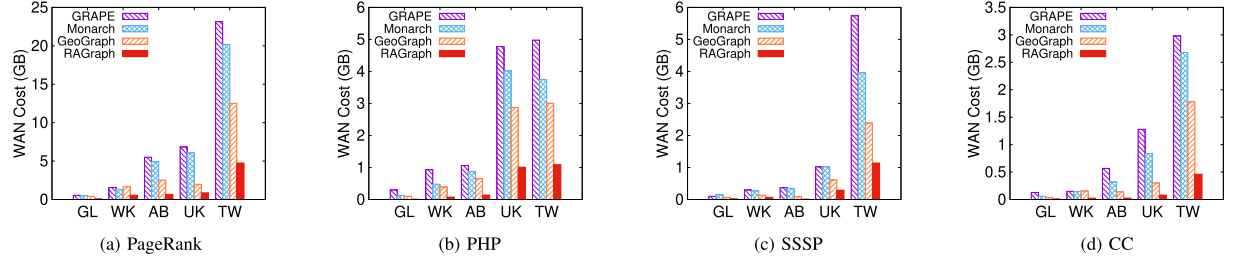 WAN Cost (GB)
25
20
15
10
5
0
GRAPE
Monarch
GeoGraph
RAGraph
GL WK AB UK TW
(a) PageRank
WAN Cost (GB)
6
5
4
3
2
1
0
GRAPE
Monarch
GeoGraph
RAGraph
GL WK AB UK TW
(b) PHP
WAN Cost (GB)
6
5
4
3
2
1
0
GRAPE
Monarch
GeoGraph
RAGraph
GL WK AB UK TW
(c) SSSP
WAN Cost (GB)
3.5
3
2.5
2
1.5
1
0.5
0
GRAPE
Monarch
GeoGraph
RAGraph
GL WK AB UK TW
(d) CC